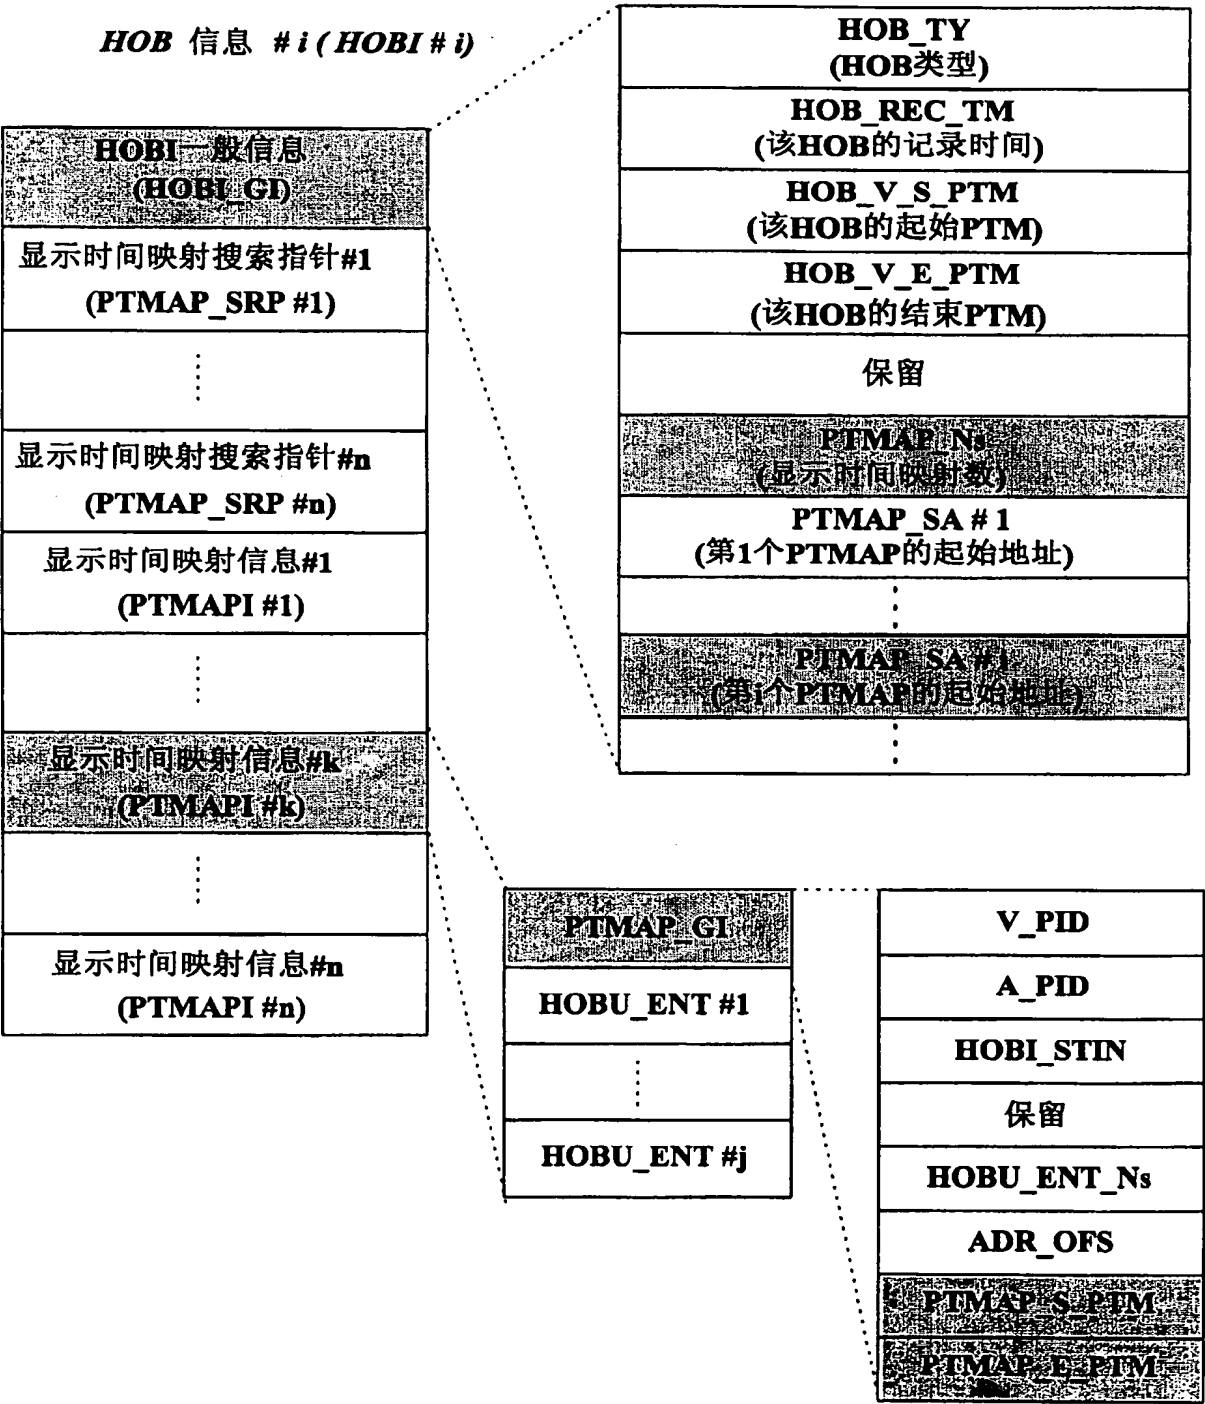 HOB 信息 # i ( HOBI # i)
HOBI一般信息
(HOBI_GI)
显示时间映射搜索指针#1
(PTMAP_SRP #1)
显示时间映射搜索指针#n
(PTMAP_SRP #n)
显示时间映射信息#1
(PTMAPI #1)
显示时间映射信息#k
(PTMAPI #k)
显示时间映射信息#n
(PTMAPI #n)
HOB_TY
(HOB类型)
HOB_REC_TM
(该HOB的记录时间)
HOB_V_S_PTM
(该HOB的起始PTM)
HOB_V_E_PTM
(该HOB的结束PTM)
保留
PTMAP_Ns
(显示时间映射数)
PTMAP_SA # 1
(第1个PTMAP的起始地址)
PTMAP_SA # i
(第i个PTMAP的起始地址)
PTMAP_GI
HOBU_ENT #1
HOBU_ENT #j
V_PID
A_PID
HOBI_STIN
保留
HOBU_ENT_Ns
ADR_OFS
PTMAP_S_PTM
PTMAP_E_PTM